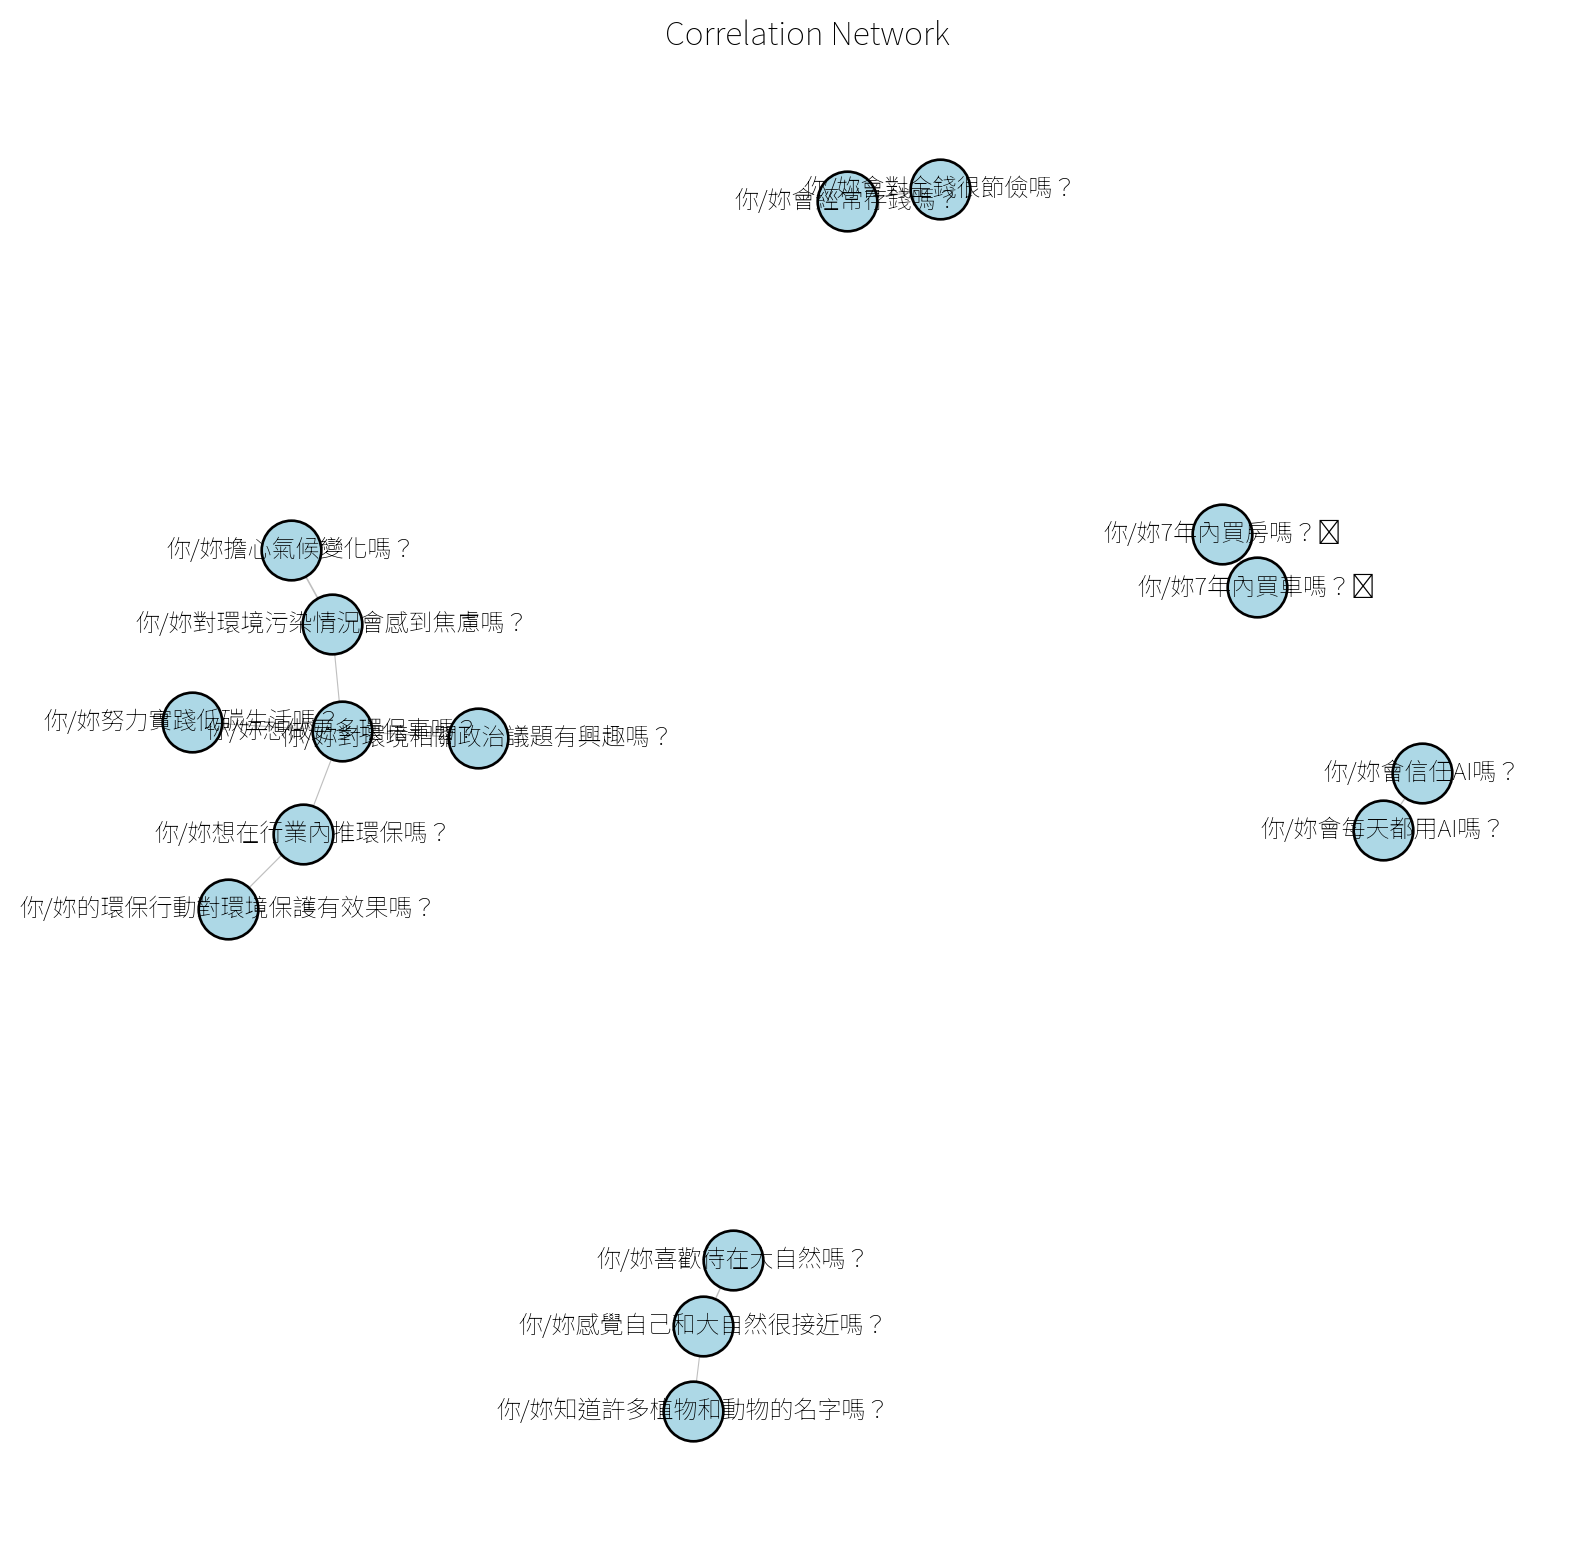 Correlation Network
你/妳會對金錢很節儉嗎？
你/妳會經常存錢嗎？
你/妳7年內買房嗎？
你/妳擔心氣候變化嗎？
你/妳7年內買車嗎？
你/妳對環境污染情況會感到焦慮嗎？
你/妳努力實踐低碳生活嗎？
你/妳想做更多環保事嗎？
你/妳對環境相關政治議題有興趣嗎？
你/妳會信任AI嗎？
你/妳會每天都用AI嗎？
你/妳想在行業內推環保嗎？
你/妳的環保行動對環境保護有效果嗎？
你/妳喜歡待在大自然嗎？
你/妳感覺自己和大自然很接近嗎？
你/妳知道許多植物和動物的名字嗎？